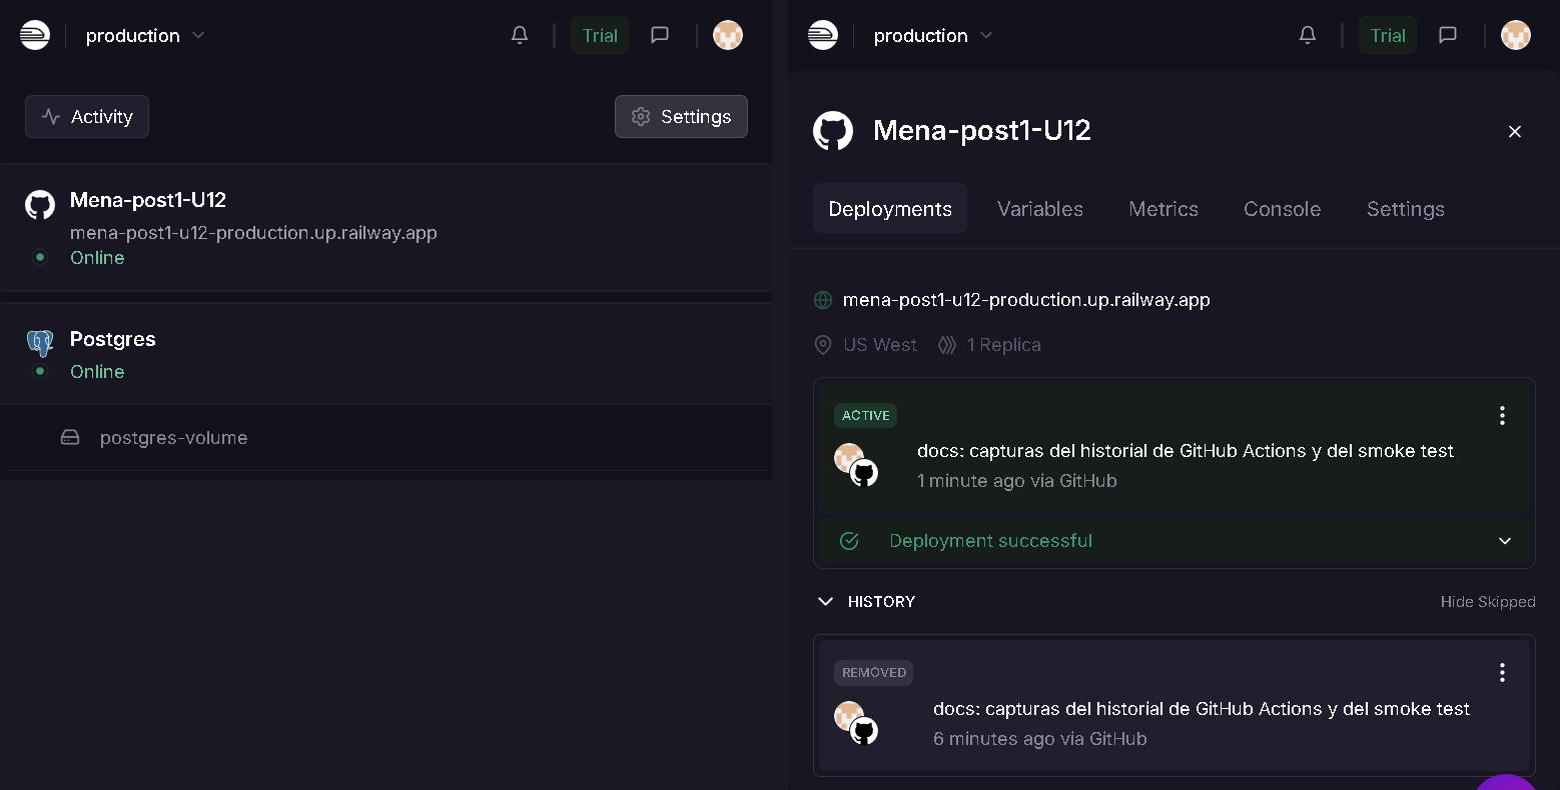 production
Trial
Activity
Settings
Mena-post1-U12
mena-post1-u12-production.up.railway.app
Online
Postgres
Online
postgres-volume
production
Trial
Mena-post1-U12
Deployments
Variables
Metrics
Console
Settings
mena-post1-u12-production.up.railway.app
US West
1 Replica
ACTIVE
docs: capturas del historial de GitHub Actions y del smoke test
1 minute ago via GitHub
Deployment successful
HISTORY
Hide Skipped
REMOVED
docs: capturas del historial de GitHub Actions y del smoke test
6 minutes ago via GitHub